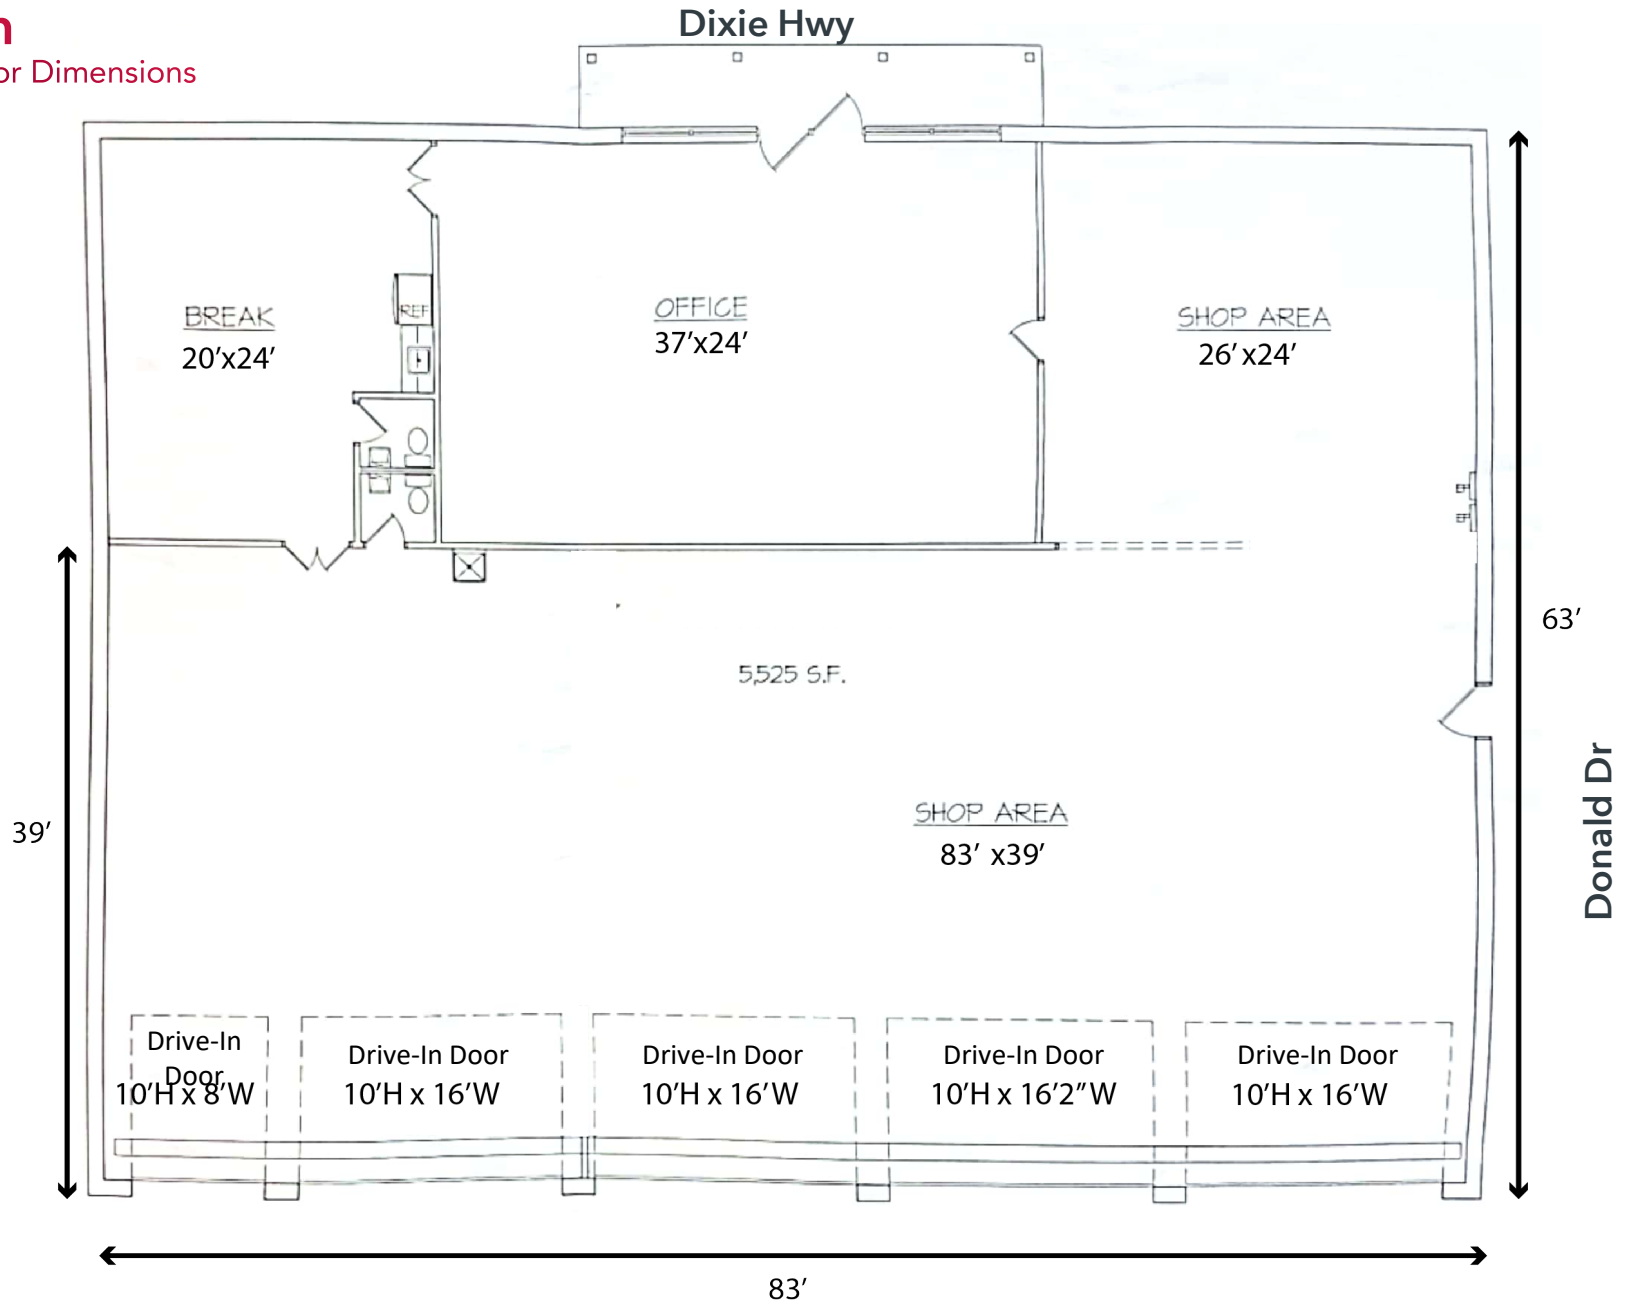 Dixie Hwy
or Dimensions
BREAK
20'x24'
REF
OFFICE
37'x24'
SHOP AREA
26' x24'
63'
5,525 S.F.
Donald Dr
39'
SHOP AREA
83' x39'
Drive-In
Door
10'H x 8'W
Drive-In Door
10'H x 16'W
Drive-In Door
10'H x 16'W
Drive-In Door
10'H x 16'2"W
Drive-In Door
10'H x 16'W
83'